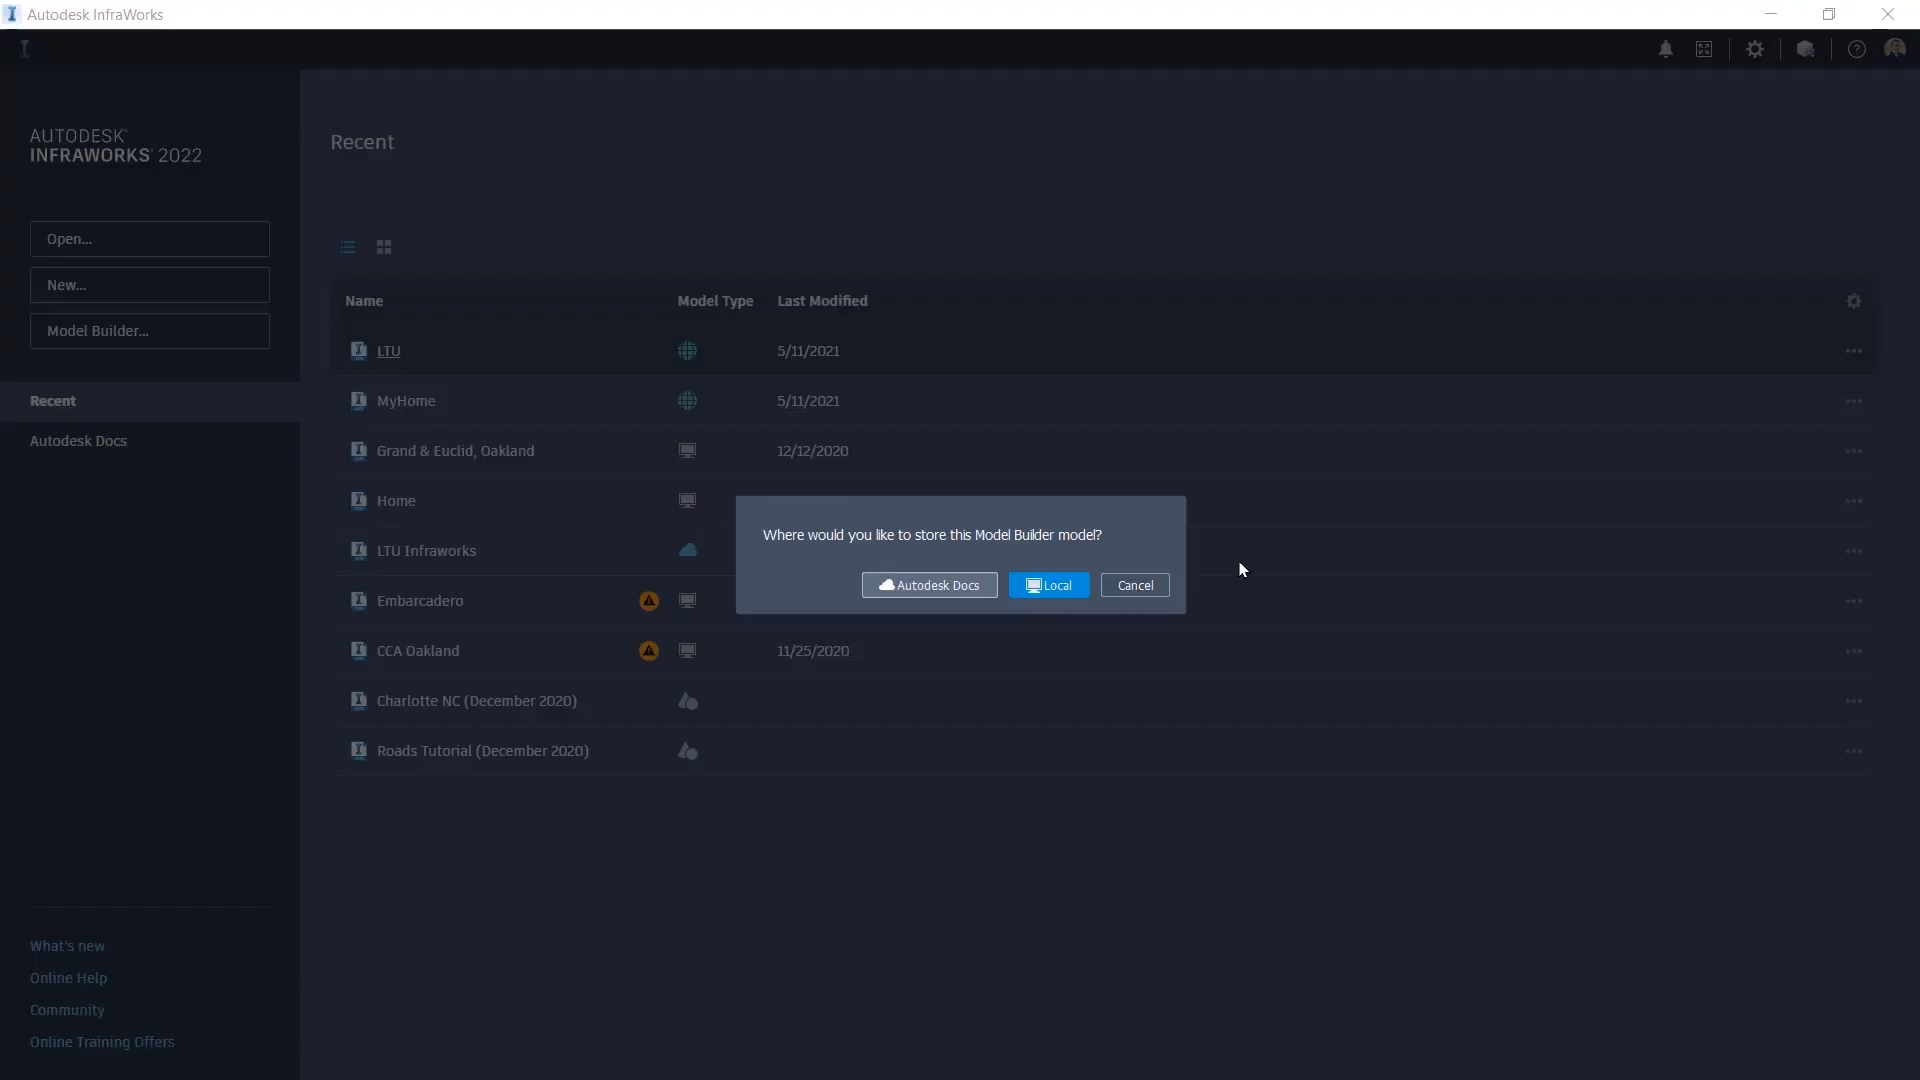 Autodesk InfraWorks
AUTODESK
INFRAWORKS 2022
Open...
New...
Model Builder...
Recent
Autodesk Docs
What's new
Online Help
Community
Online Training Offers
Recent
Name Model Type Last Modified
LTU 5/11/2021
MyHome 5/11/2021
Grand & Euclid, Oakland 12/12/2020
Home
LTU Infraworks
Embarcadero
CCA Oakland 11/25/2020
Charlotte NC (December 2020)
Roads Tutorial (December 2020)
Where would you like to store this Model Builder model?
Autodesk Docs Local Cancel